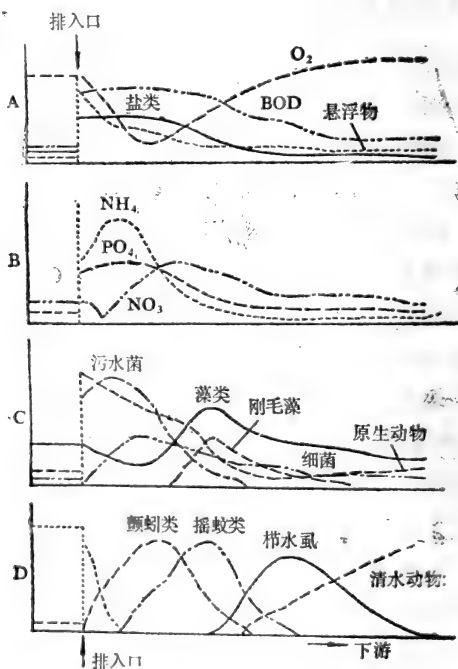 排入口
O₂
A
盐类
BOD
悬浮物
NH₄
B
PO₄
NO₃
污水菌
藻类
刚毛藻
C
原生动物
细菌
颤蚓类
摇蚊类
栉水虱
D
清水动物
下游
排入口